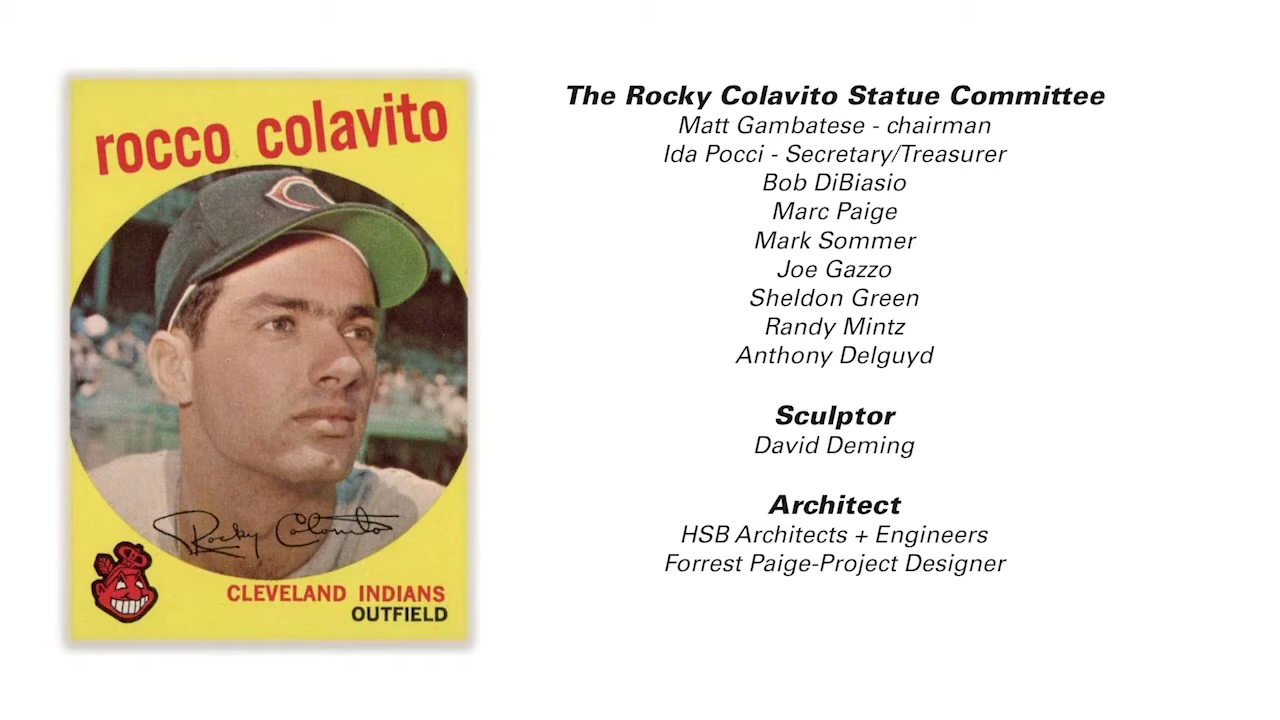 rocco colavito
Rocky Colavito
CLEVELAND INDIANS
OUTFIELD
The Rocky Colavito Statue Committee
Matt Gambatese - chairman
Ida Pocci - Secretary/Treasurer
Bob DiBiasio
Marc Paige
Mark Sommer
Joe Gazzo
Sheldon Green
Randy Mintz
Anthony Delguyd
Sculptor
David Deming
Architect
HSB Architects + Engineers
Forrest Paige-Project Designer